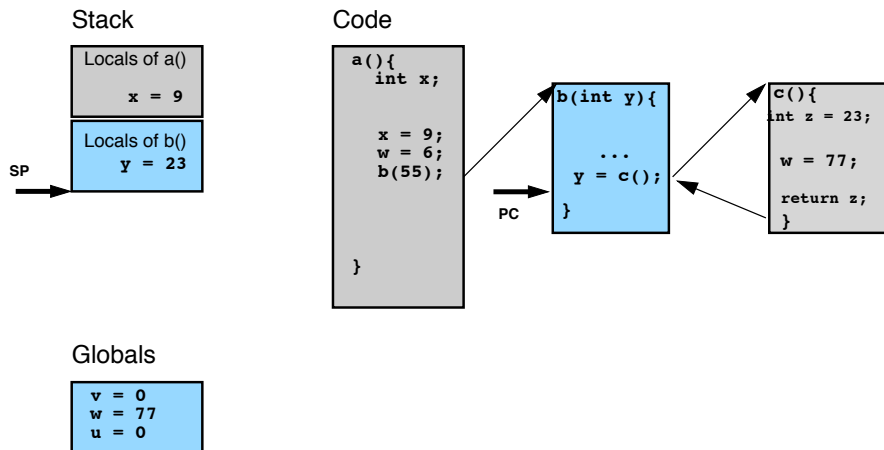 Stack
Locals of a()
x = 9
Locals of b()
y = 23
SP
Code
a(){
int x;
x = 9;
w = 6;
b(55);
}
PC
b(int y){
...
y = c();
}
c(){
int z = 23;
w = 77;
return z;
}
Globals
v = 0
w = 77
u = 0